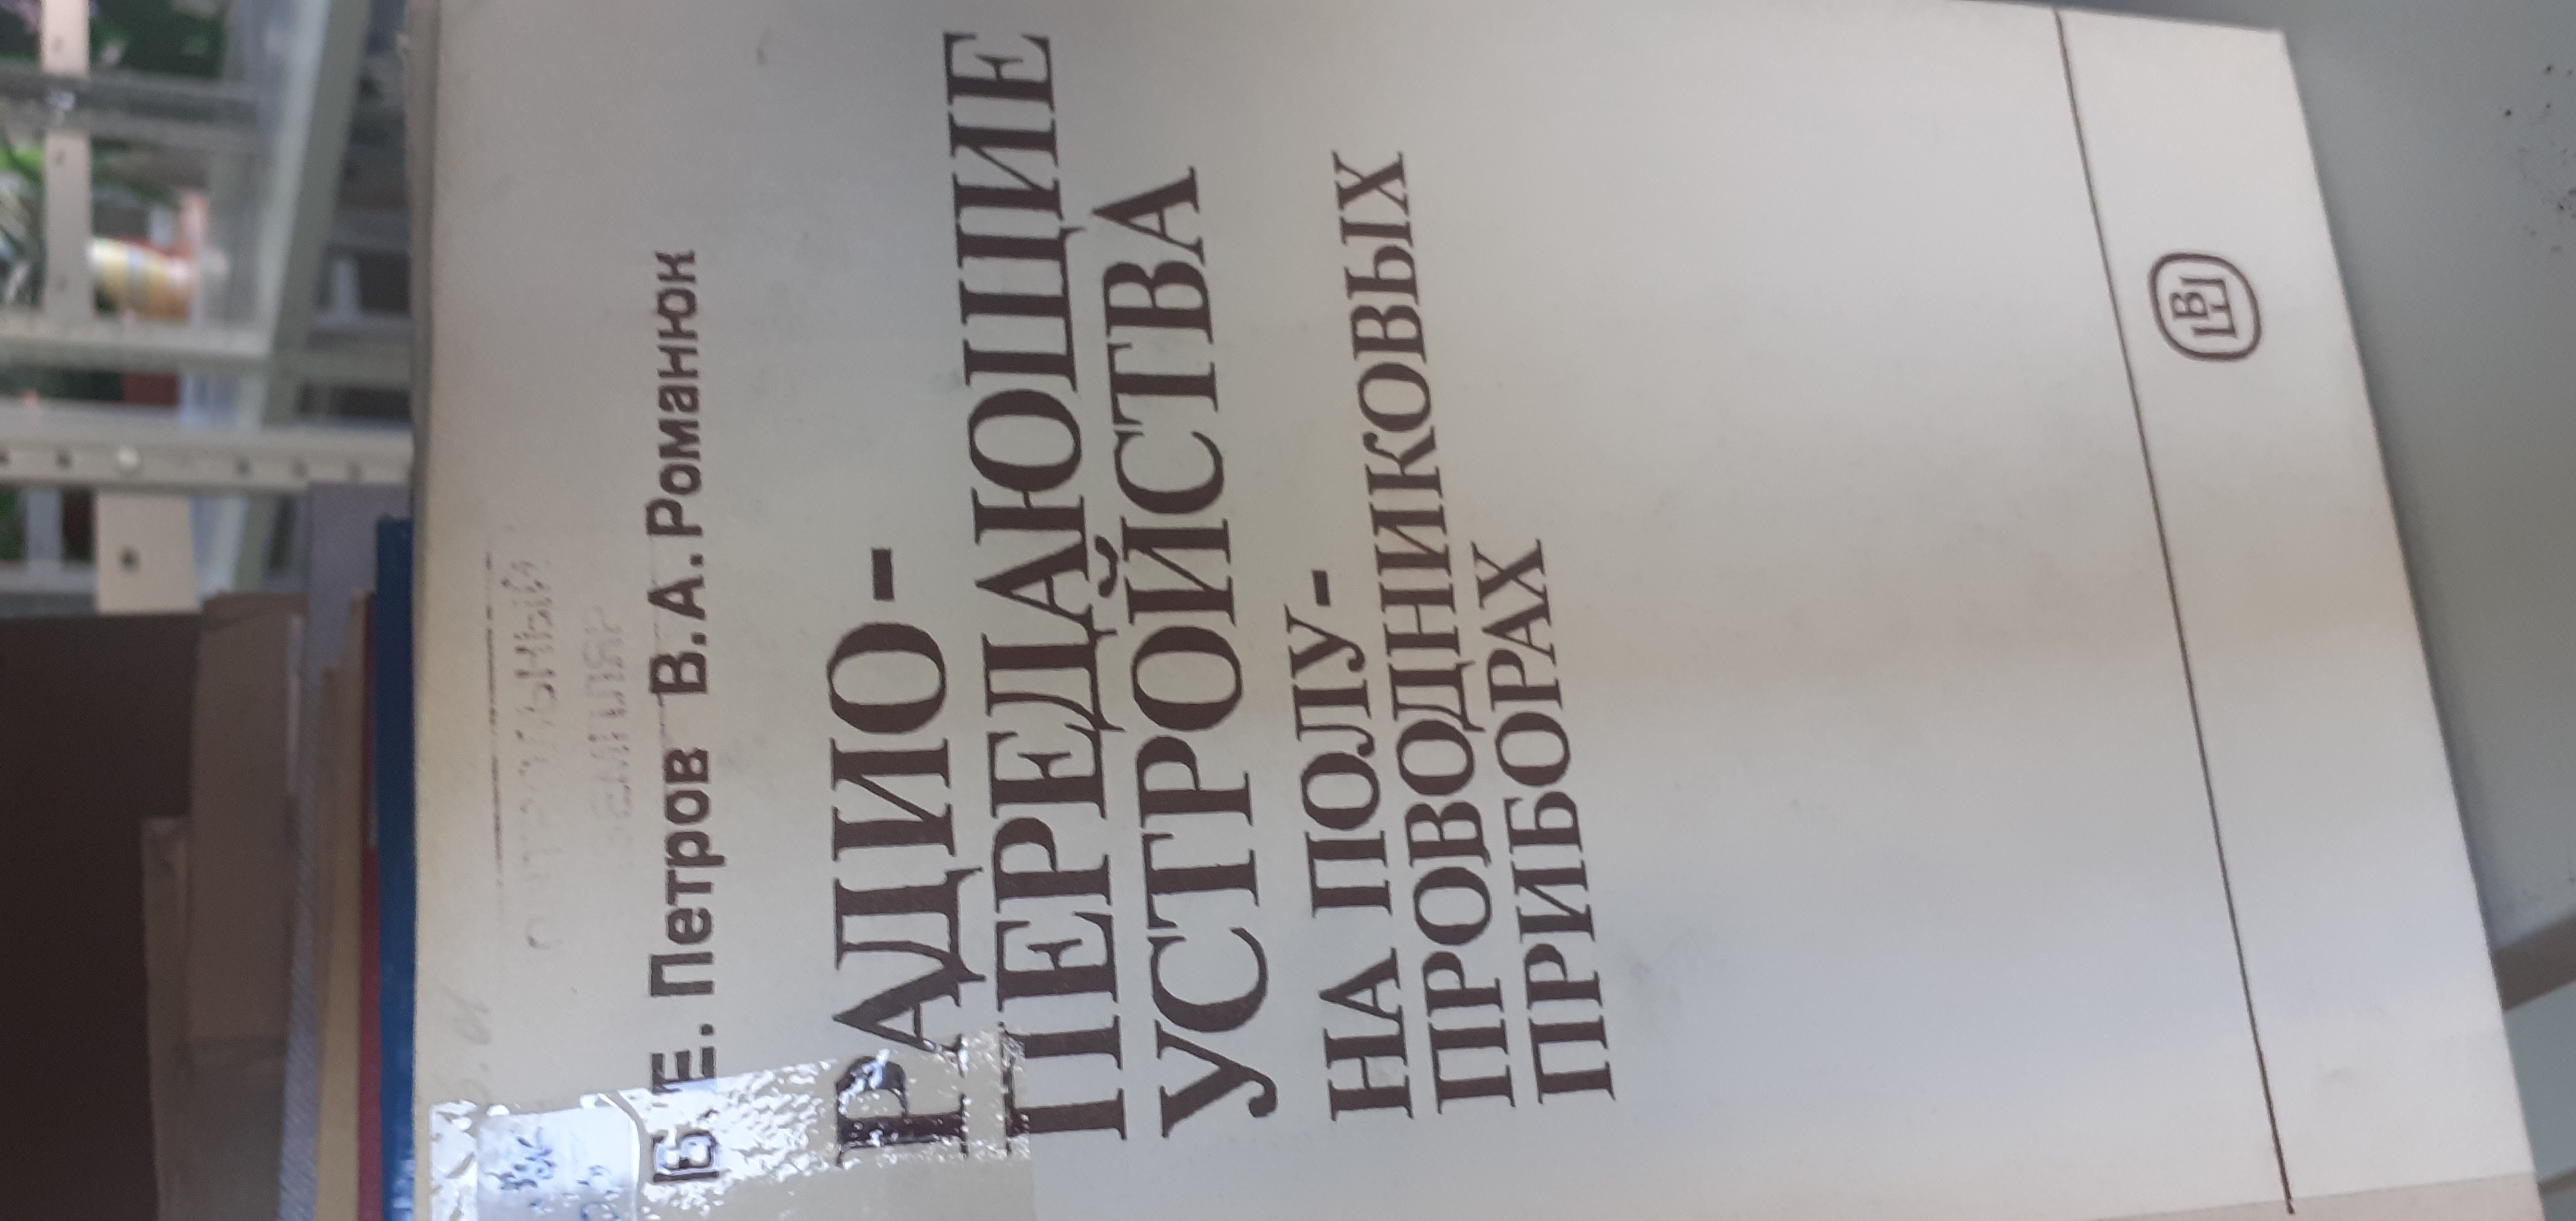 Б. Е. Петров В.А.Романюк
РАДИО-
ПЕРЕДАЮЩИЕ
УСТРОЙСТВА
НА ПОЛУ-
ПРОВОДНИКОВЫХ
ПРИБОРАХ